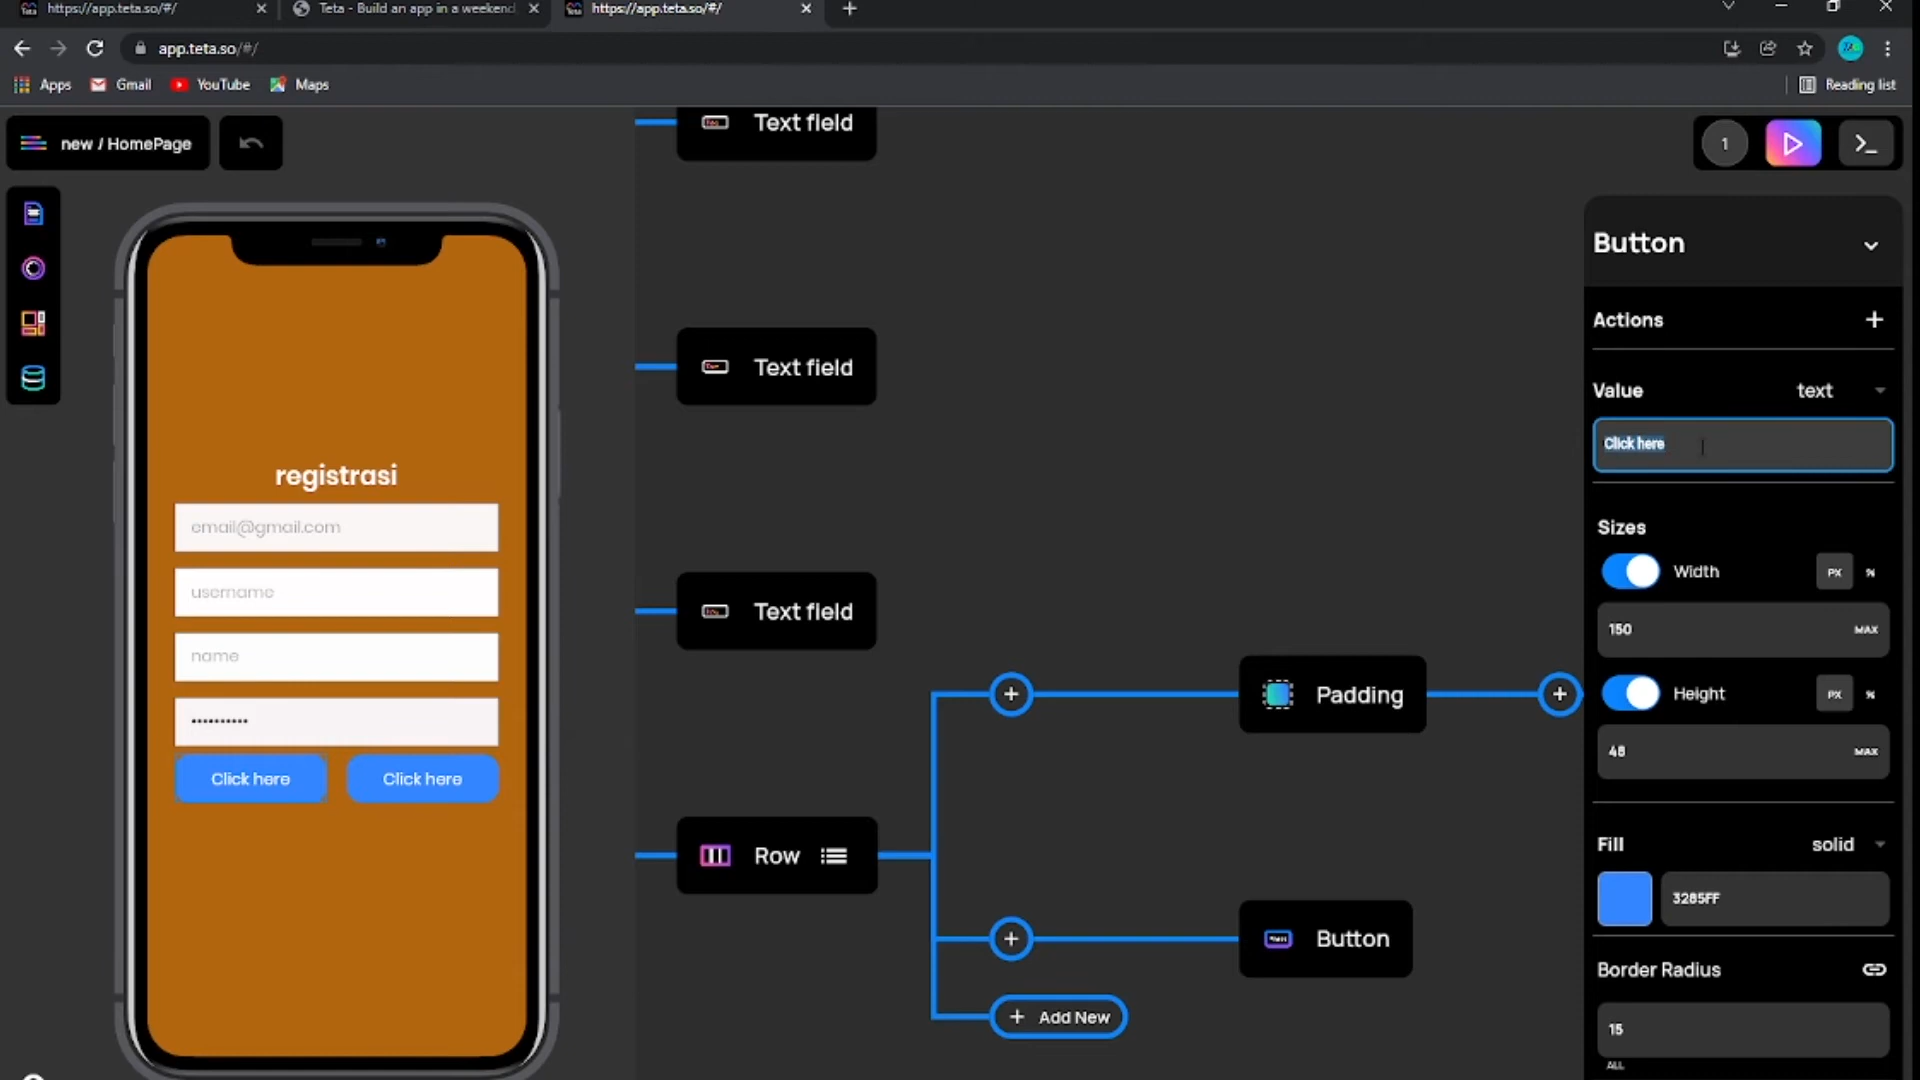 https://app.teta.so/#/
Teta - Build an app in a weekend
https://app.teta.so/#/
app.teta.so/#/
Apps
Gmail
YouTube
Maps
Reading list
new / HomePage
1
Text field
Text field
Text field
Row
Padding
Button
+ Add New
registrasi
email@gmail.com
username
name
••••••••••
Click here
Click here
Button
Actions
Value
text
Click here
Sizes
Width
PX
%
150
MAX
Height
PX
%
48
MAX
Fill
solid
3285FF
Border Radius
15
ALL